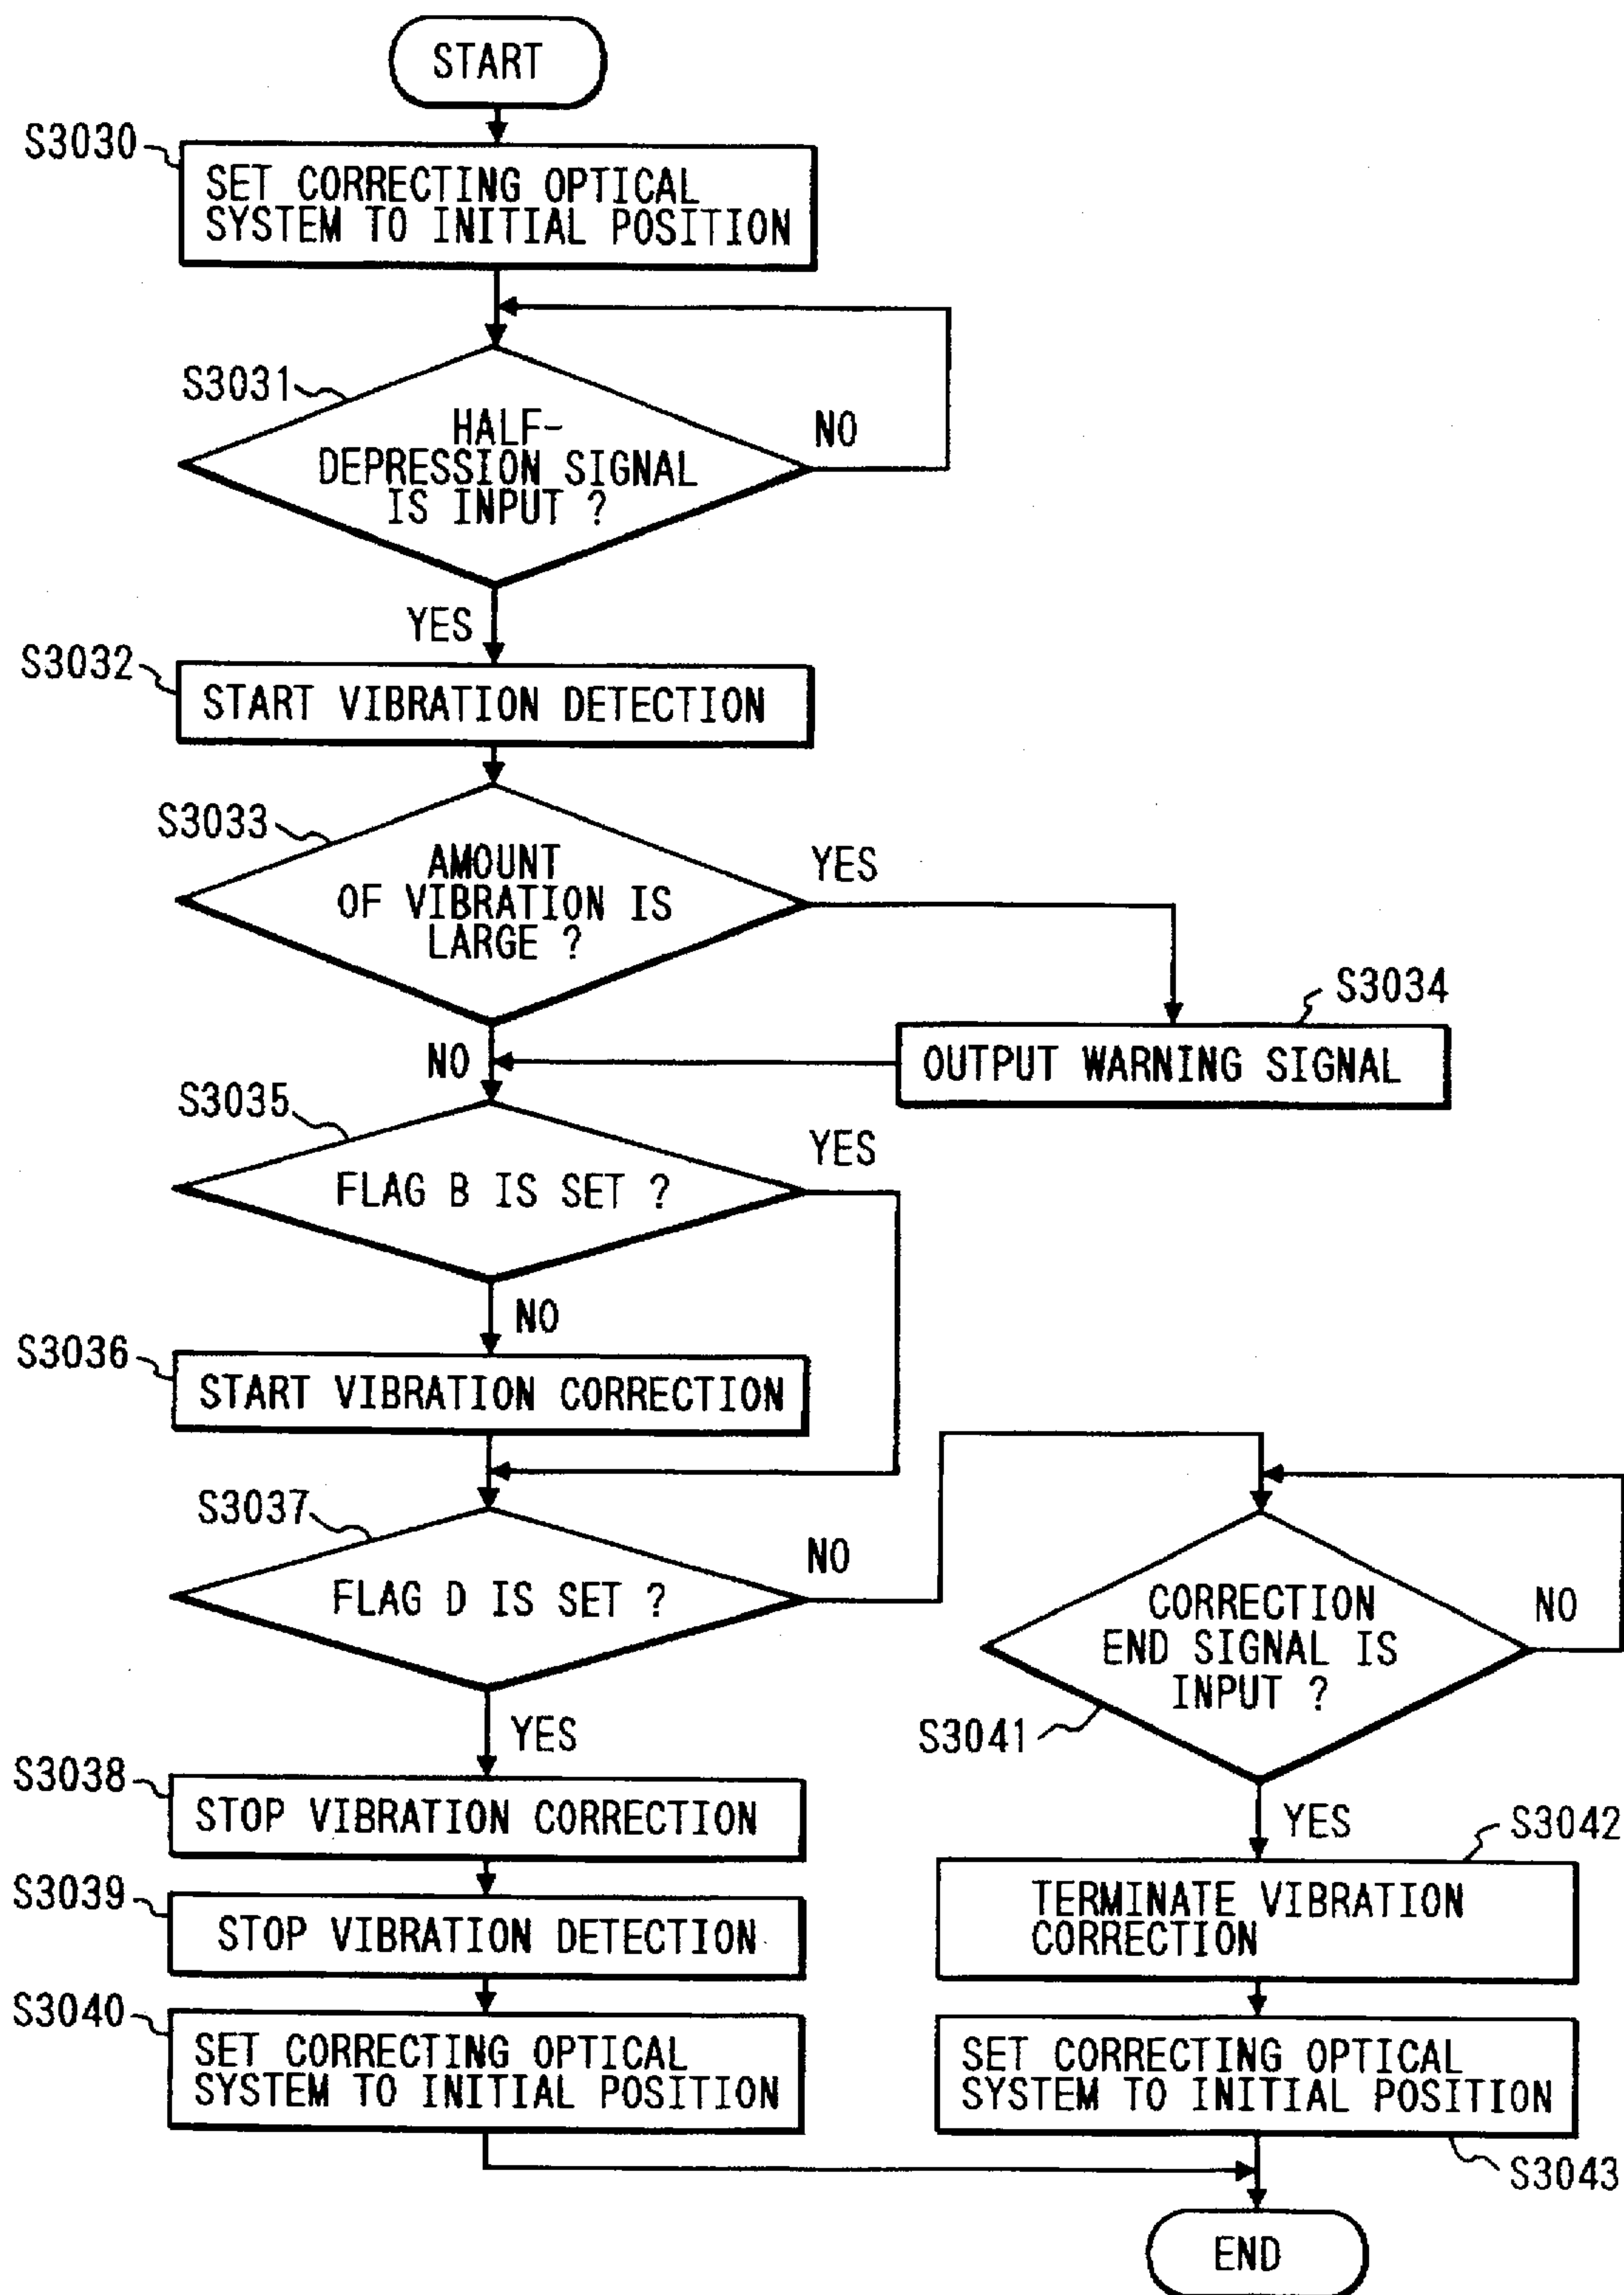 START
S3030
SET CORRECTING OPTICAL
SYSTEM TO INITIAL POSITION
S3031
HALF-
DEPRESSION SIGNAL
IS INPUT ?
NO
YES
S3032
START VIBRATION DETECTION
S3033
AMOUNT
OF VIBRATION IS
LARGE ?
YES
S3034
OUTPUT WARNING SIGNAL
NO
S3035
FLAG B IS SET ?
YES
NO
S3036
START VIBRATION CORRECTION
S3037
FLAG D IS SET ?
NO
YES
CORRECTION
END SIGNAL IS
INPUT ?
NO
S3041
YES
S3038
STOP VIBRATION CORRECTION
S3039
STOP VIBRATION DETECTION
S3040
SET CORRECTING OPTICAL
SYSTEM TO INITIAL POSITION
S3042
TERMINATE VIBRATION
CORRECTION
SET CORRECTING OPTICAL
SYSTEM TO INITIAL POSITION
S3043
END